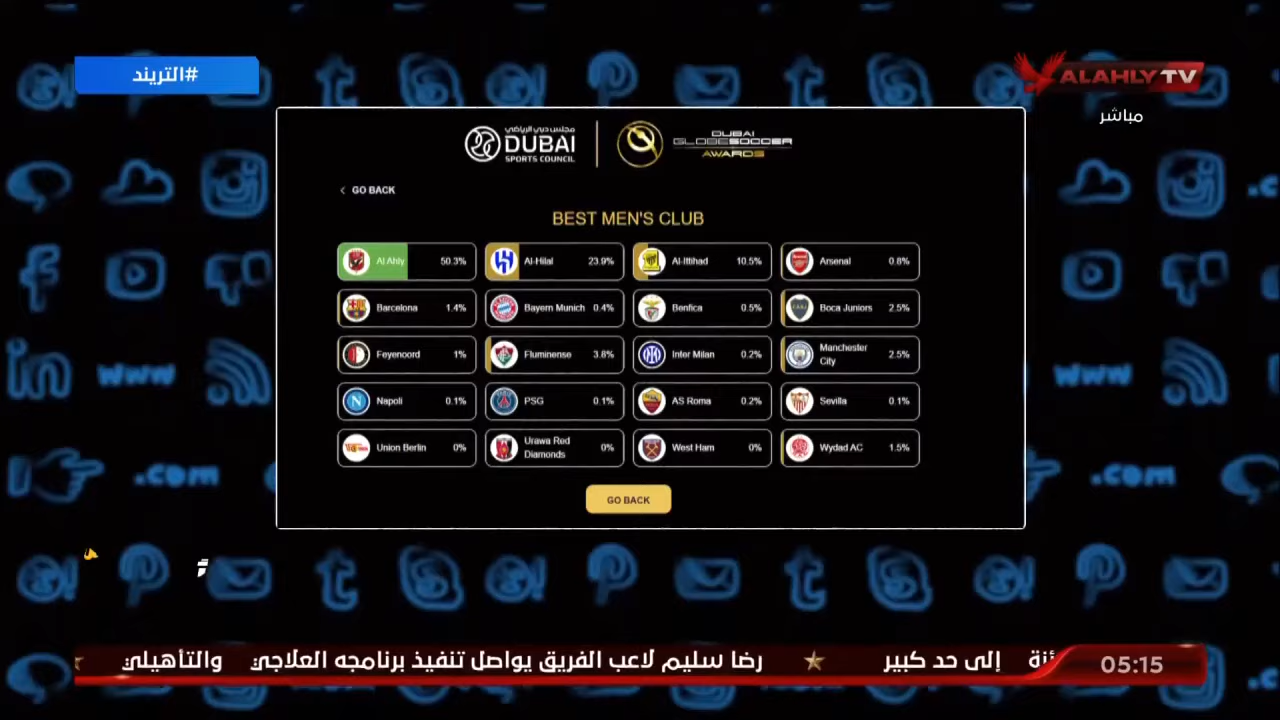 #التريند
ALAHLY TV
مباشر
مجلس دبي الرياضي
DUBAI
SPORTS COUNCIL
DUBAI
GLOBESOCCER
AWARDS
< GO BACK
BEST MEN'S CLUB
Al Ahly 50.3%
Al-Hilal 23.9%
Al-Ittihad 10.5%
Arsenal 0.8%
Barcelona 1.4%
Bayern Munich 0.4%
Benfica 0.5%
Boca Juniors 2.5%
Feyenoord 1%
Fluminense 3.8%
Inter Milan 0.2%
Manchester City 2.5%
Napoli 0.1%
PSG 0.1%
AS Roma 0.2%
Sevilla 0.1%
Union Berlin 0%
Urawa Red Diamonds 0%
West Ham 0%
Wydad AC 1.5%
GO BACK
www
www
.com
.com
إلى حد كبير ★ رضا سليم لاعب الفريق يواصل تنفيذ برنامجه العلاجي والتأهيلي
05:15